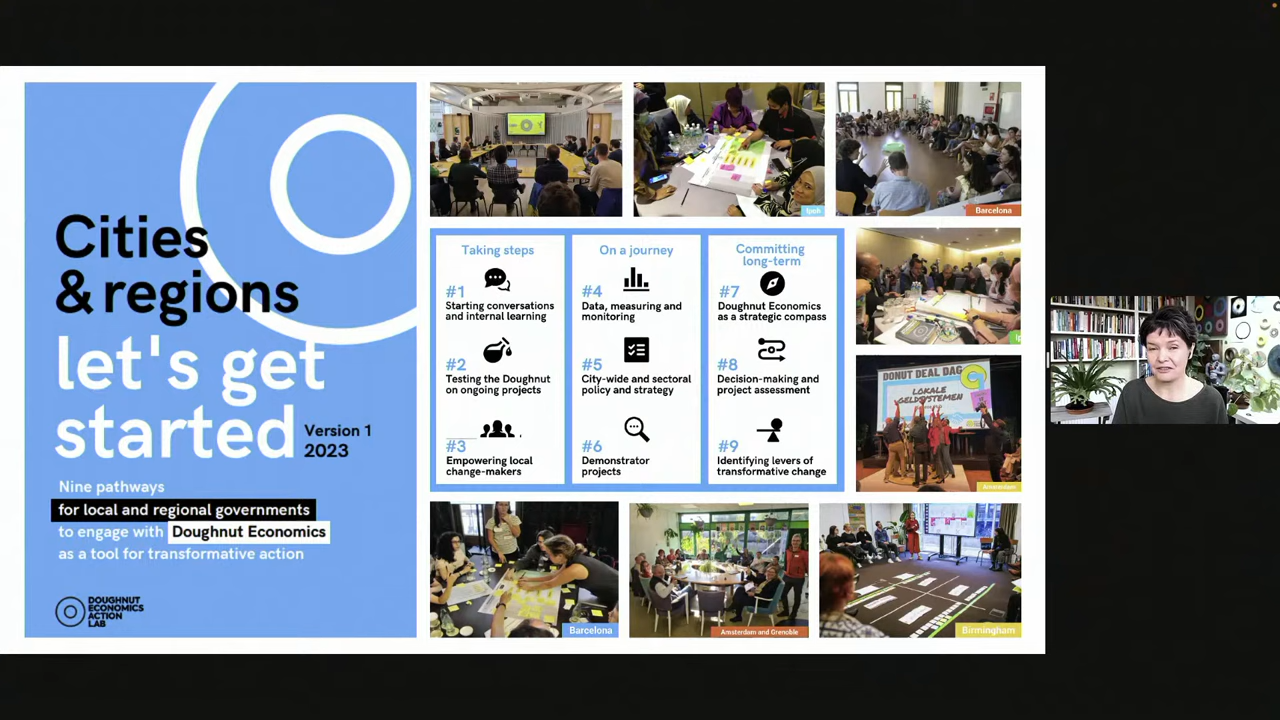 Cities
& regions
let's get
started
Version 1
2023
Nine pathways
for local and regional governments
to engage with Doughnut Economics
as a tool for transformative action
DOUGHNUT
ECONOMICS
ACTION
LAB
Ipoh
Barcelona
Taking steps
#1
Starting conversations
and internal learning
#2
Testing the Doughnut
on ongoing projects
#3
Empowering local
change-makers
On a journey
#4
Data, measuring and
monitoring
#5
City-wide and sectoral
policy and strategy
#6
Demonstrator
projects
Committing
long-term
#7
Doughnut Economics
as a strategic compass
#8
Decision-making and
project assessment
#9
Identifying levers of
transformative change
DONUT DEAL DAG
LOKALE
GELDSYSTEMEN
Amsterdam
Barcelona
Amsterdam and Grenoble
Birmingham